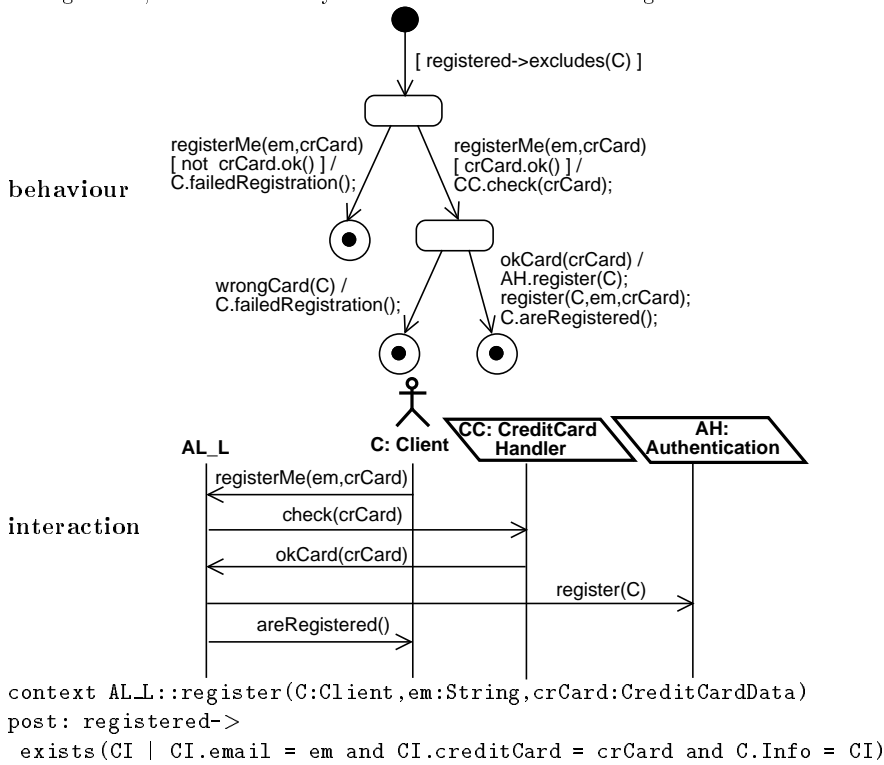 [ registered->excludes(C) ]
registerMe(em,crCard)
[ not crCard.ok() ] /
C.failedRegistration();
registerMe(em,crCard)
[ crCard.ok() ] /
CC.check(crCard);
behaviour
wrongCard(C) /
C.failedRegistration();
okCard(crCard) /
AH.register(C);
register(C,em,crCard);
C.areRegistered();
AL_L
C: Client
CC: CreditCard
Handler
AH:
Authentication
registerMe(em,crCard)
check(crCard)
interaction
okCard(crCard)
register(C)
areRegistered()
context AL_L::register(C:Client,em:String,crCard:CreditCardData)
post: registered->
exists(CI | CI.email = em and CI.creditCard = crCard and C.Info = CI)